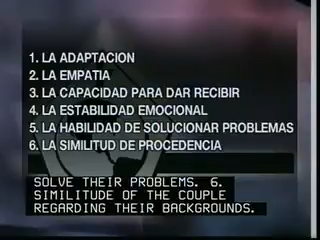 1. LA ADAPTACION
2. LA EMPATIA
3. LA CAPACIDAD PARA DAR RECIBIR
4. LA ESTABILIDAD EMOCIONAL
5. LA HABILIDAD DE SOLUCIONAR PROBLEMAS
6. LA SIMILITUD DE PROCEDENCIA
SOLVE THEIR PROBLEMS. 6.
SIMILITUDE OF THE COUPLE
REGARDING THEIR BACKGROUNDS.